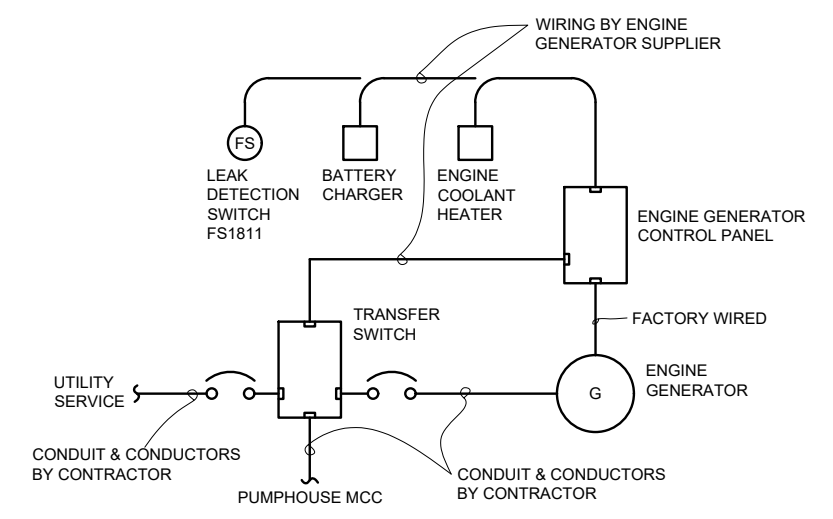 WIRING BY ENGINE
GENERATOR SUPPLIER
FS
LEAK
DETECTION
SWITCH
FS1811
BATTERY
CHARGER
ENGINE
COOLANT
HEATER
ENGINE GENERATOR
CONTROL PANEL
TRANSFER
SWITCH
FACTORY WIRED
UTILITY
SERVICE
G
ENGINE
GENERATOR
CONDUIT & CONDUCTORS
BY CONTRACTOR
CONDUIT & CONDUCTORS
BY CONTRACTOR
PUMPHOUSE MCC